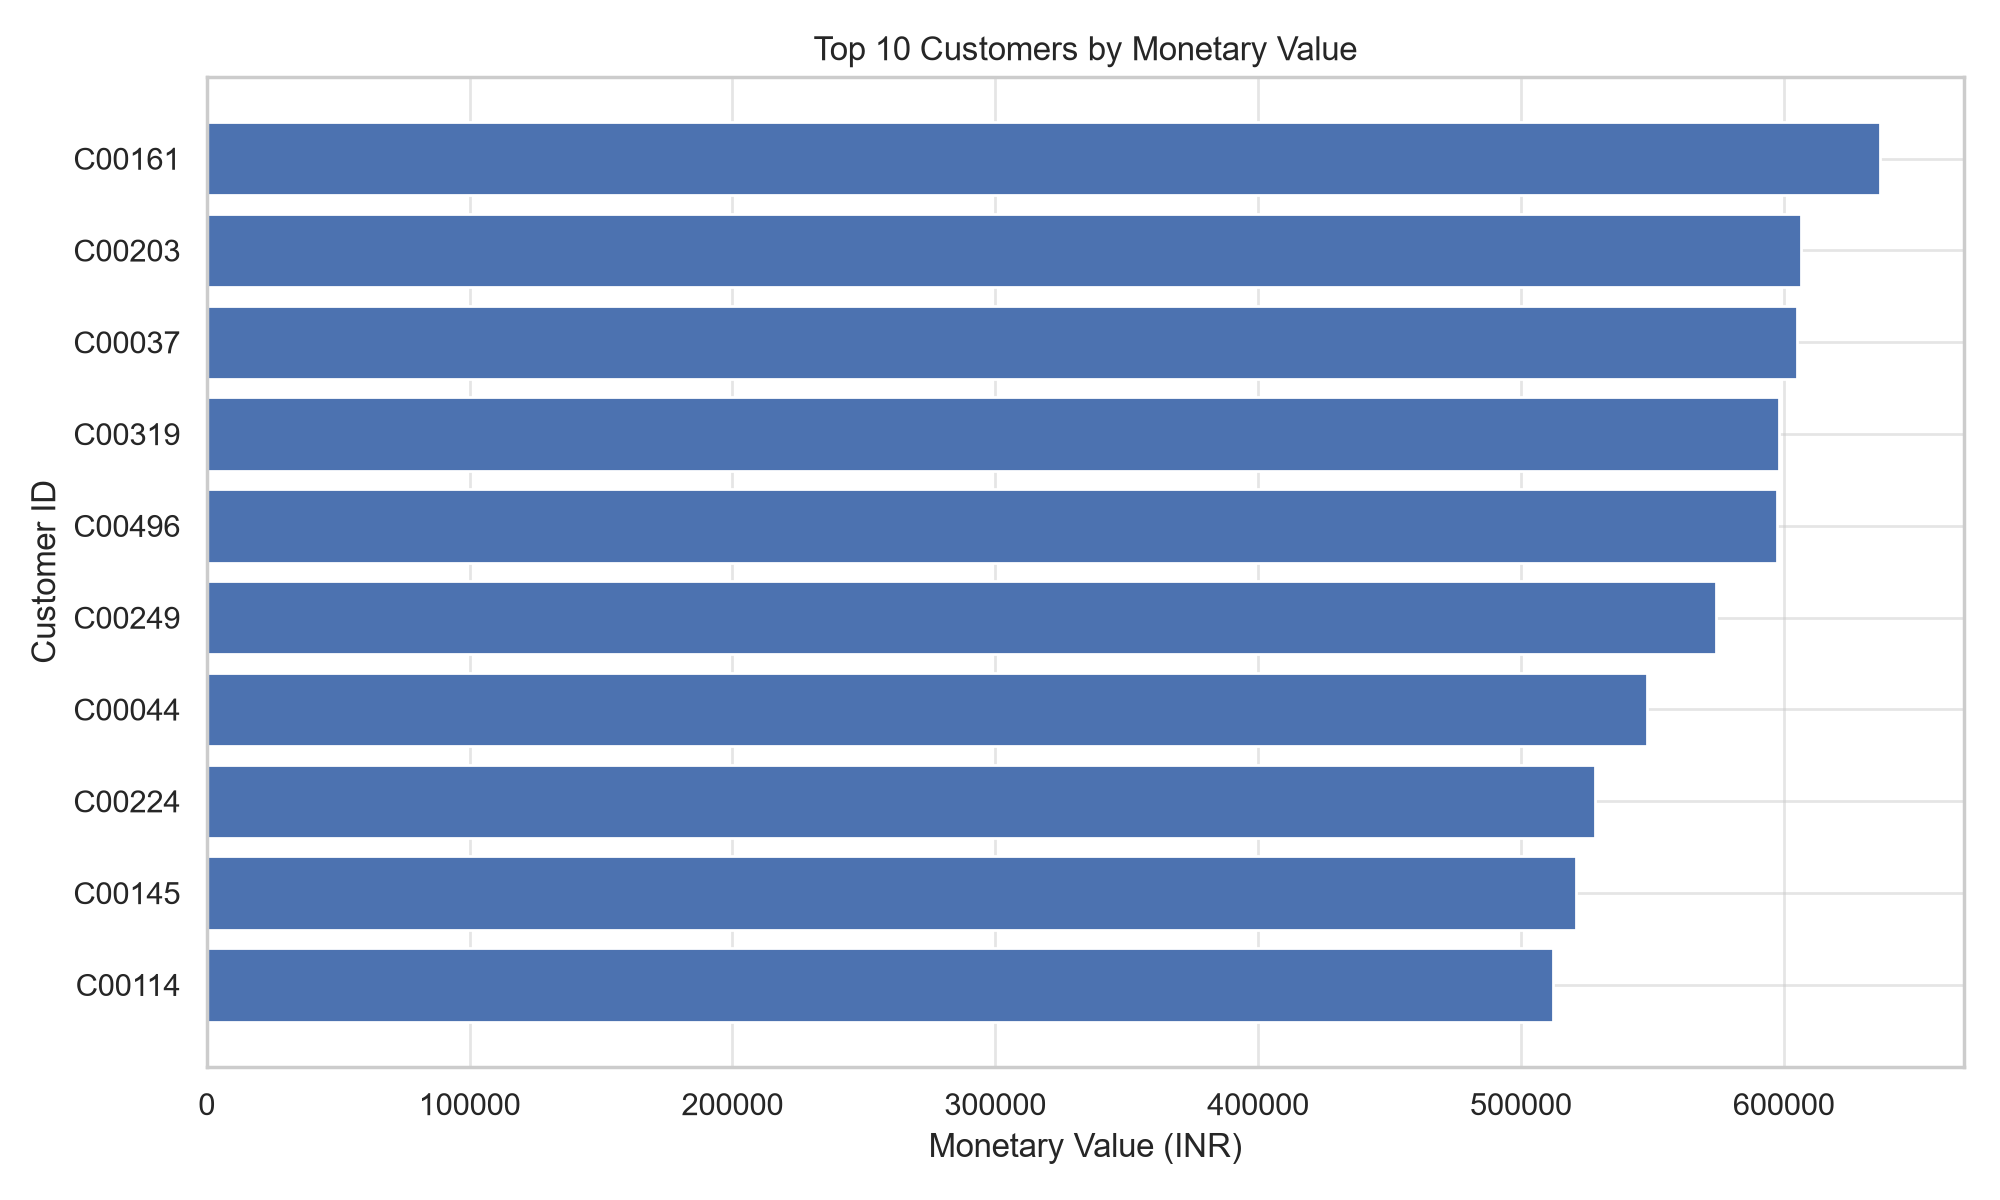 Top 10 Customers by Monetary Value
Customer ID
C00161
C00203
C00037
C00319
C00496
C00249
C00044
C00224
C00145
C00114
0 100000 200000 300000 400000 500000 600000
Monetary Value (INR)